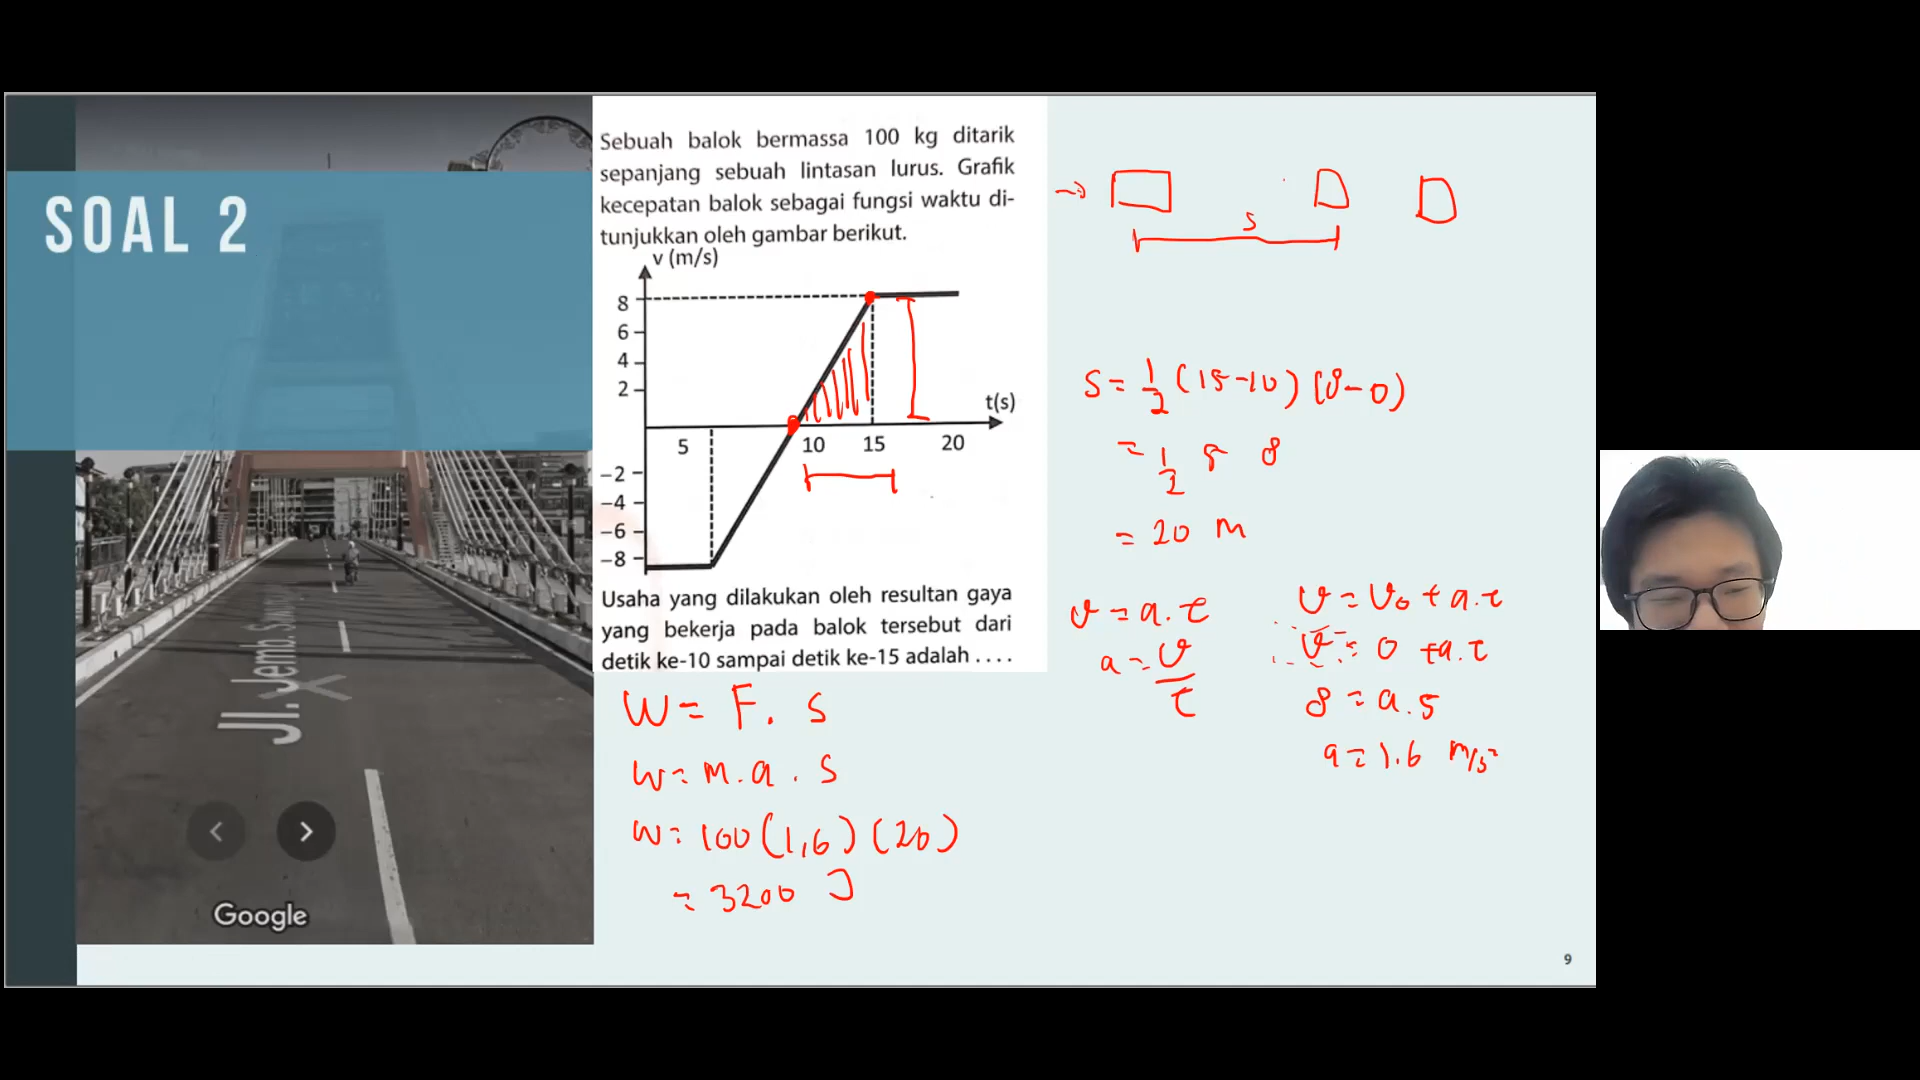 SOAL 2
Jl. Jemb.
Google
Sebuah balok bermassa 100 kg ditarik
sepanjang sebuah lintasan lurus. Grafik
kecepatan balok sebagai fungsi waktu di-
tunjukkan oleh gambar berikut.
v (m/s)
8
6
4
2
t(s)
5 10 15 20
−2
−4
−6
−8
Usaha yang dilakukan oleh resultan gaya
yang bekerja pada balok tersebut dari
detik ke-10 sampai detik ke-15 adalah . . . .
W = F. s
W = m.a.s
W = 100 (1,6) (20)
= 3200 J
s
S = 1/2 (15-10) (8-0)
= 1/2 5 8
= 20 m
v = a.t
a = v/t
v = v₀ + a.t
v = 0 + a.t
8 = a.5
a = 1.6 m/s²
9